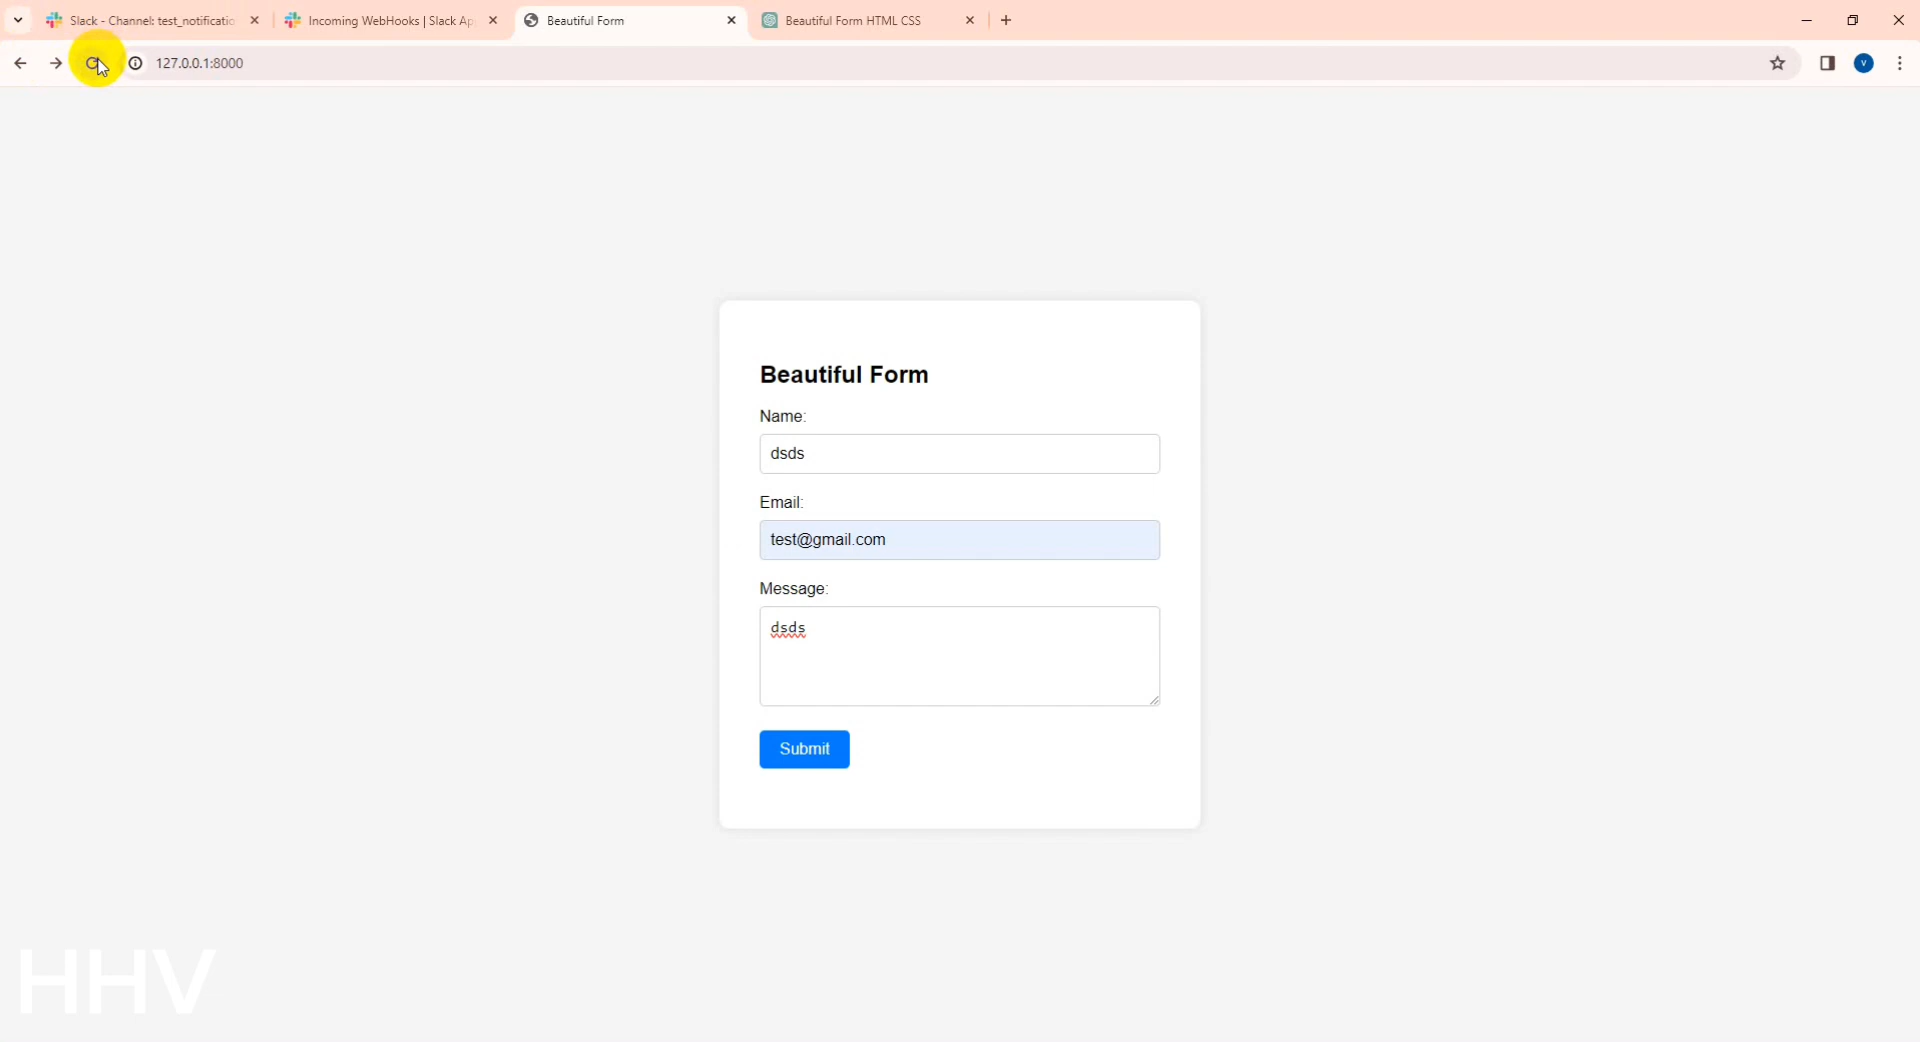 Slack - Channel: test_notificatio
Incoming WebHooks | Slack Ap
Beautiful Form
Beautiful Form HTML CSS
127.0.0.1:8000
V
Beautiful Form
Name:
dsds
Email:
test@gmail.com
Message:
dsds
Submit
HHV